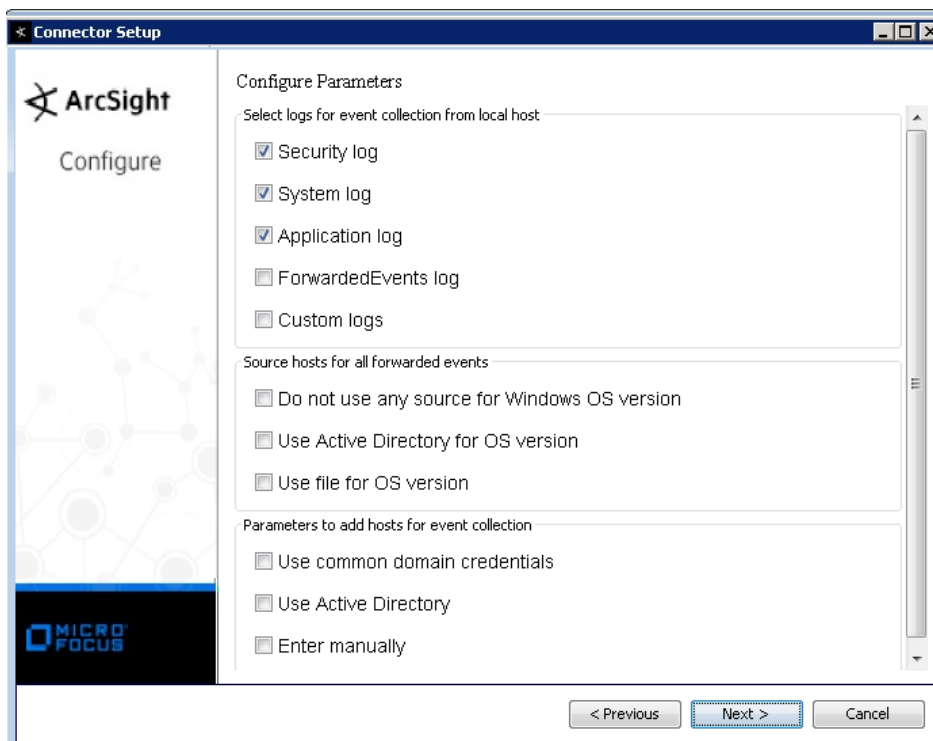 Connector Setup
ArcSight
Configure
Configure Parameters
Select logs for event collection from local host
Security log
System log
Application log
ForwardedEvents log
Custom logs
Source hosts for all forwarded events
Do not use any source for Windows OS version
Use Active Directory for OS version
Use file for OS version
Parameters to add hosts for event collection
Use common domain credentials
Use Active Directory
Enter manually
MICRO
FOCUS
< Previous
Next >
Cancel